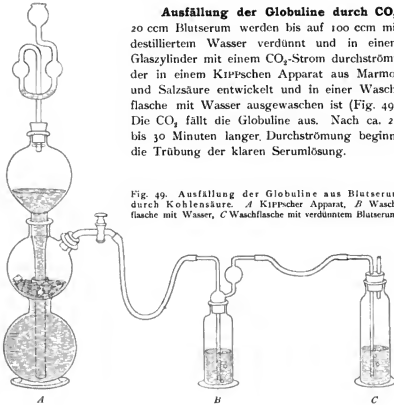 Ausfällung der Globuline durch CO
20 ccm Blutserum werden bis auf 100 ccm mi
destilliertem Wasser verdünnt und in einer
Glaszylinder mit einem CO₂-Strom durchströmt
der in einem KIPPschen Apparat aus Marmo
und Salzsäure entwickelt und in einer Wasch
flasche mit Wasser ausgewaschen ist (Fig. 49
Die CO₂ fällt die Globuline aus. Nach ca. 2
bis 30 Minuten langer Durchströmung beginn
die Trübung der klaren Serumlösung.
Fig. 49. Ausfällung der Globuline aus Blutserum
durch Kohlensäure. A KIPPscher Apparat, B Wasch
flasche mit Wasser, C Waschflasche mit verdünntem Blutserum
A B C